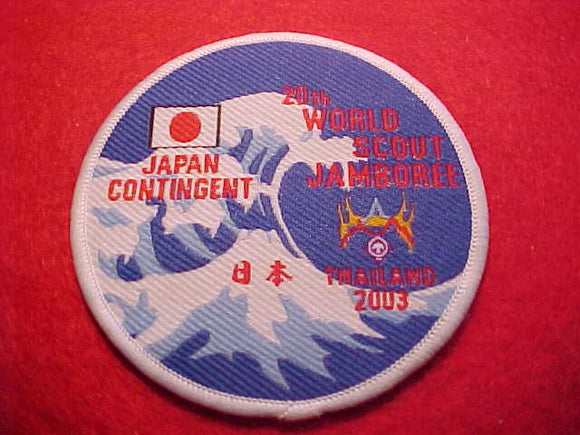 20th
WORLD
SCOUT
JAMBOREE
JAPAN
CONTINGENT
日本
THAILAND
2003